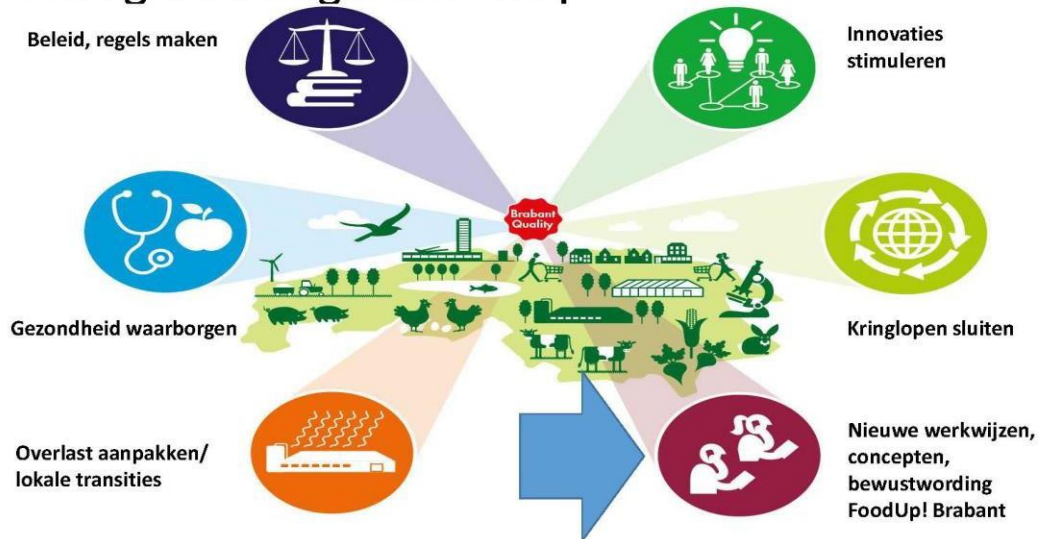 Beleid, regels maken
Innovaties
stimuleren
Brabant
Quality
Gezondheid waarborgen
Kringlopen sluiten
Overlast aanpakken/
lokale transities
Nieuwe werkwijzen,
concepten,
bewustwording
FoodUp! Brabant